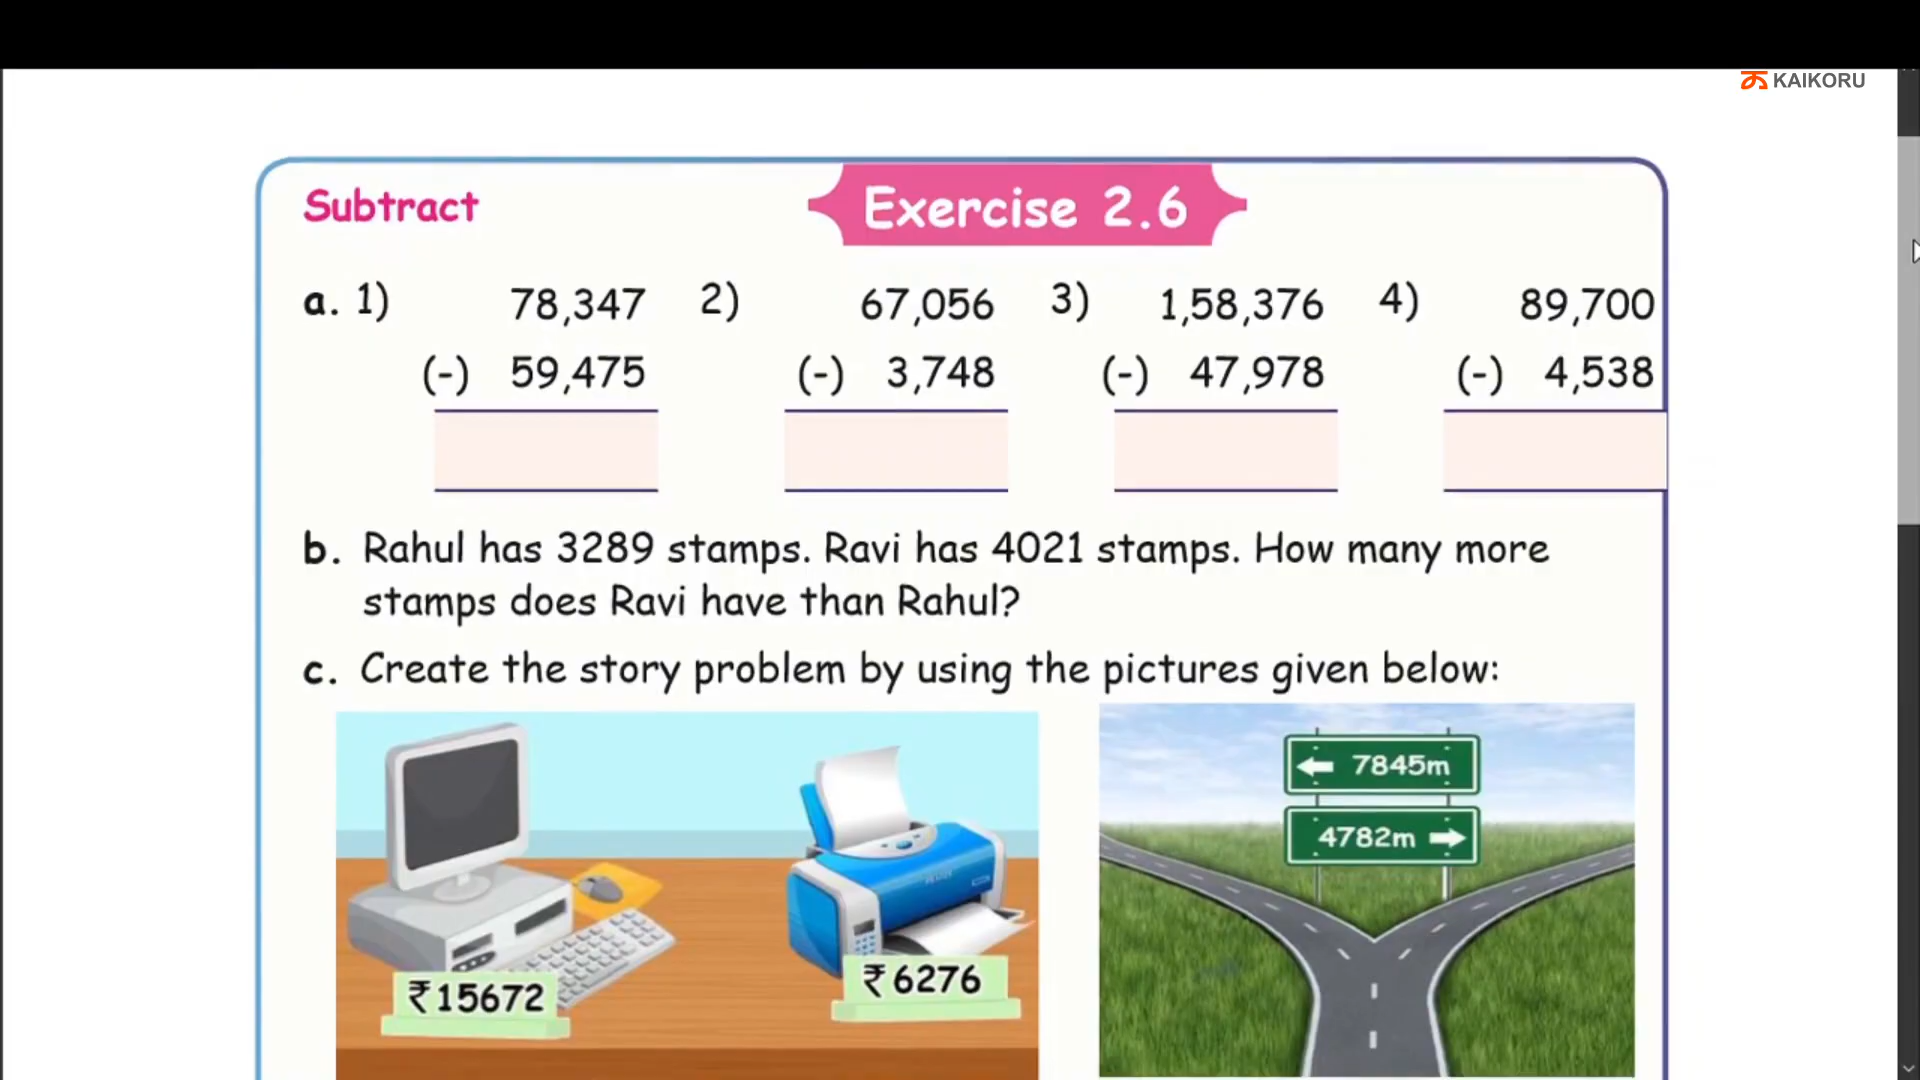 KAIKORU
Subtract
Exercise 2.6
a. 1) 78,347 2) 67,056 3) 1,58,376 4) 89,700
(-) 59,475 (-) 3,748 (-) 47,978 (-) 4,538
b. Rahul has 3289 stamps. Ravi has 4021 stamps. How many more
stamps does Ravi have than Rahul?
c. Create the story problem by using the pictures given below:
7845m
4782m
₹15672
₹6276